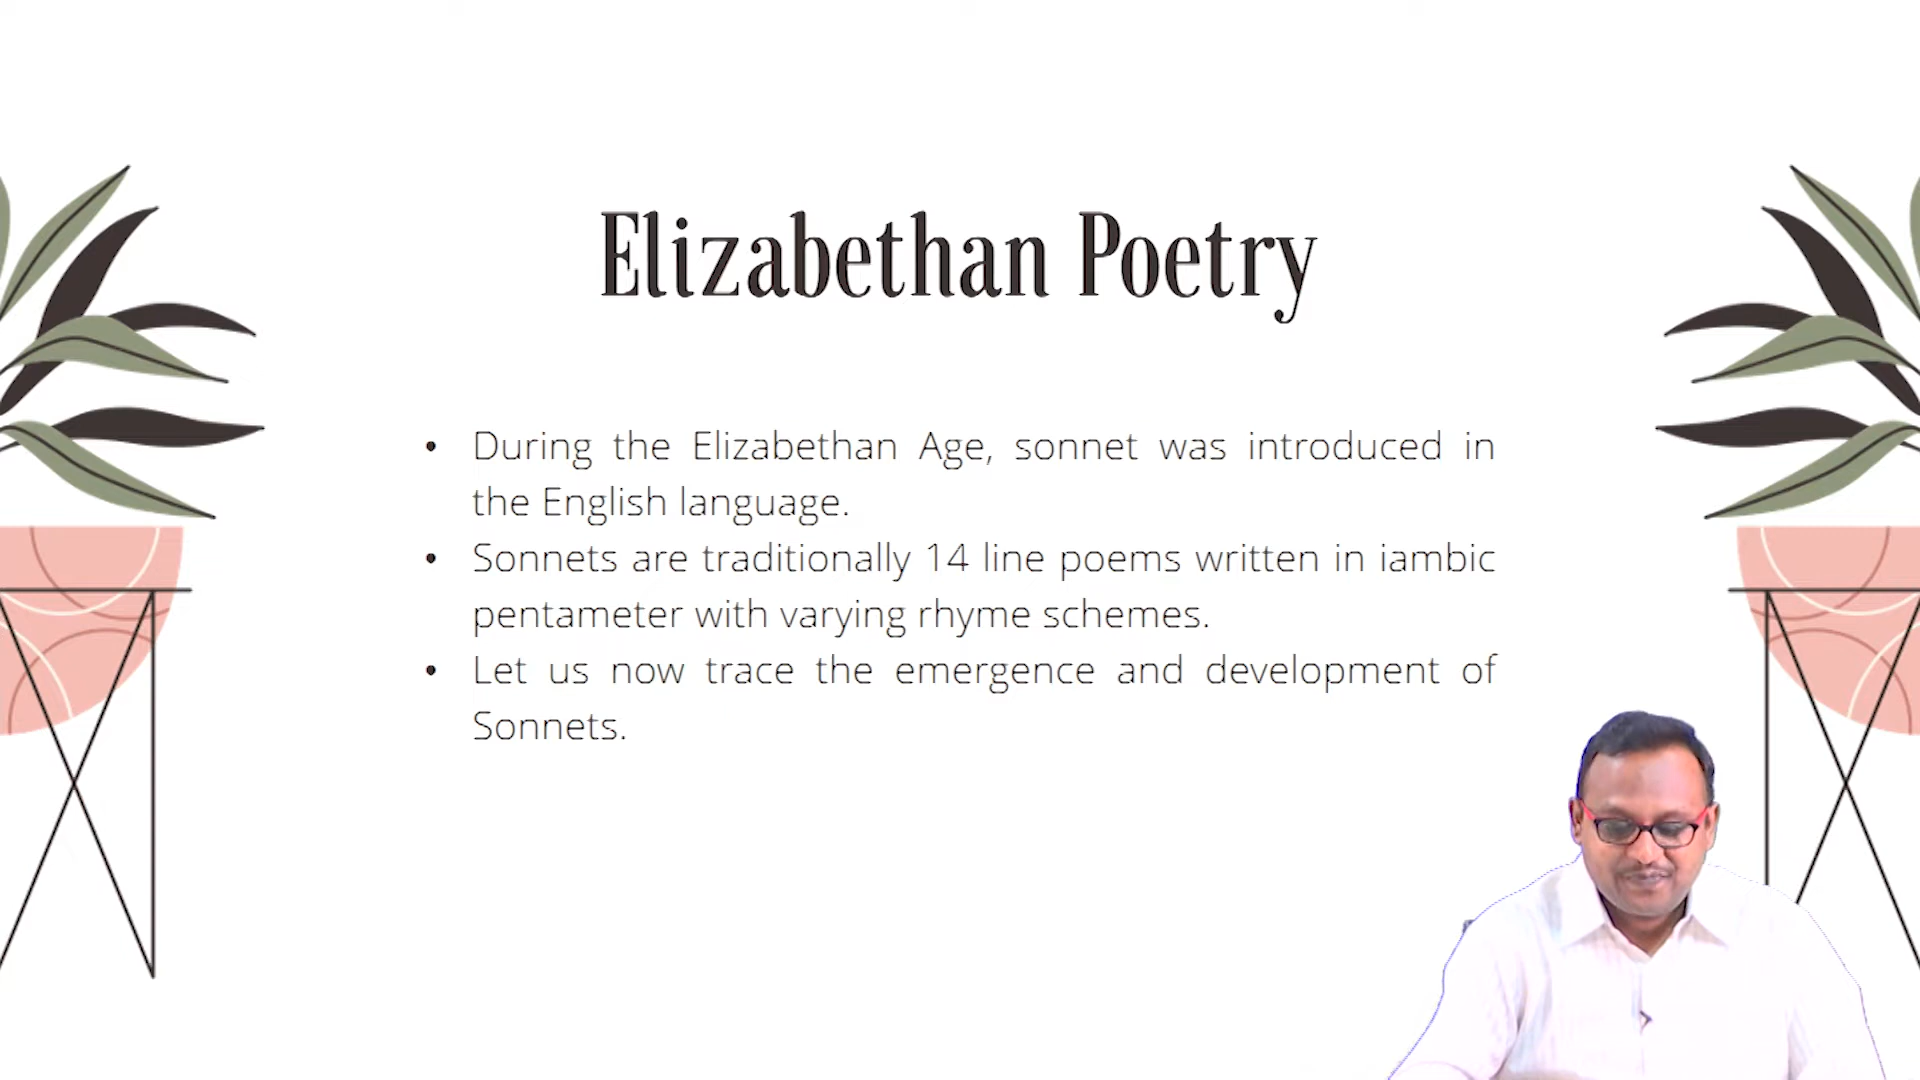 Elizabethan Poetry
• During the Elizabethan Age, sonnet was introduced in
the English language.
• Sonnets are traditionally 14 line poems written in iambic
pentameter with varying rhyme schemes.
• Let us now trace the emergence and development of
Sonnets.